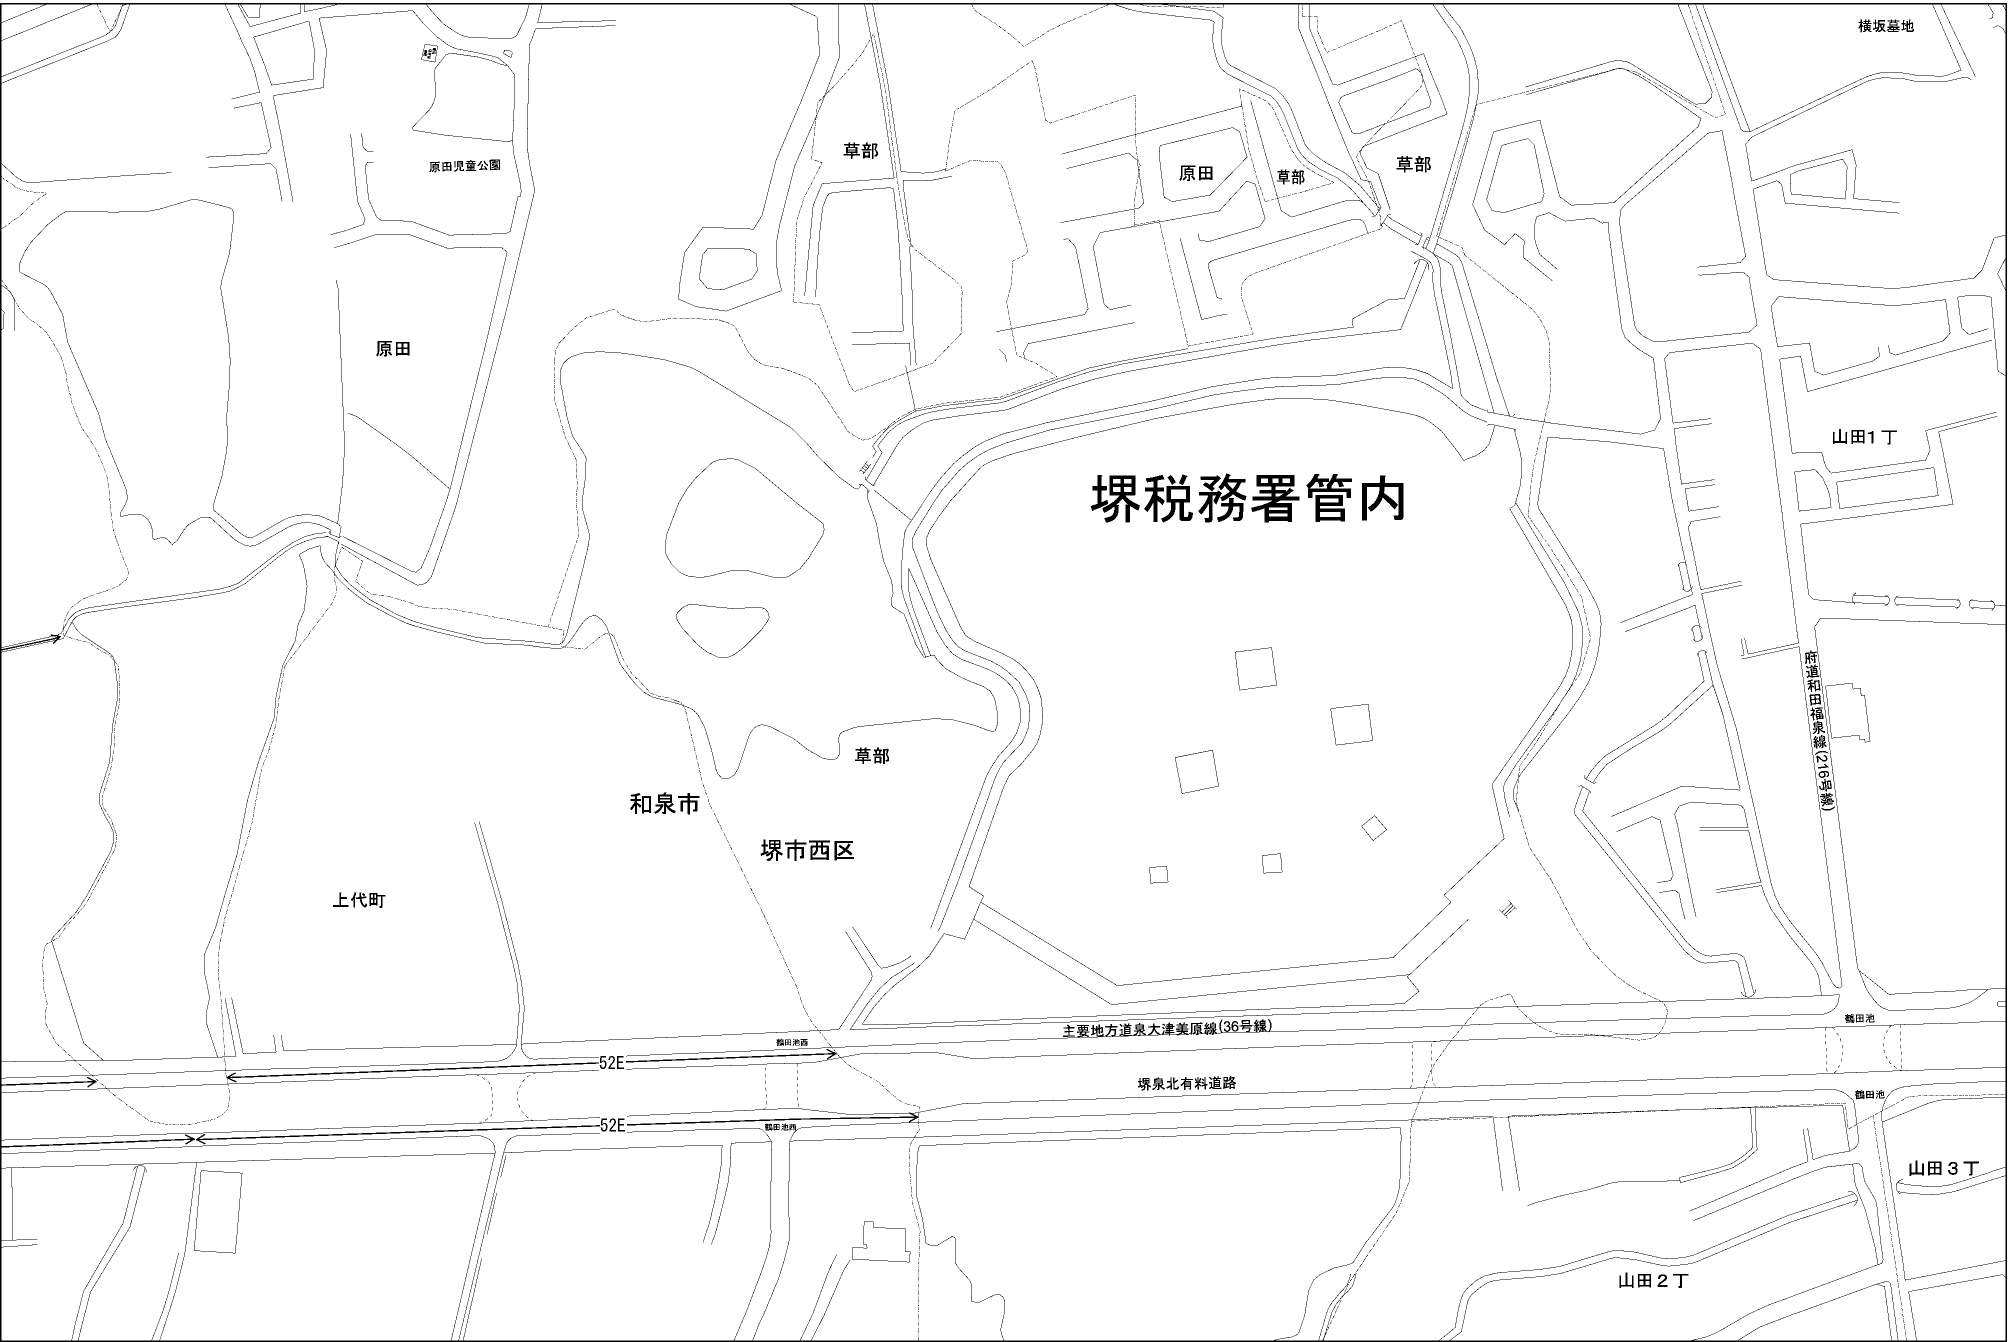 横坂墓地
原田児童公園
草部
原田
草部
草部
原田
山田1丁
堺税務署管内
府道和田福泉線(216号線)
草部
和泉市
堺市西区
上代町
主要地方道泉大津美原線(36号線)
鶴田池
鶴田池西
52E
堺泉北有料道路
鶴田池
52E
鶴田池西
山田3丁
山田2丁